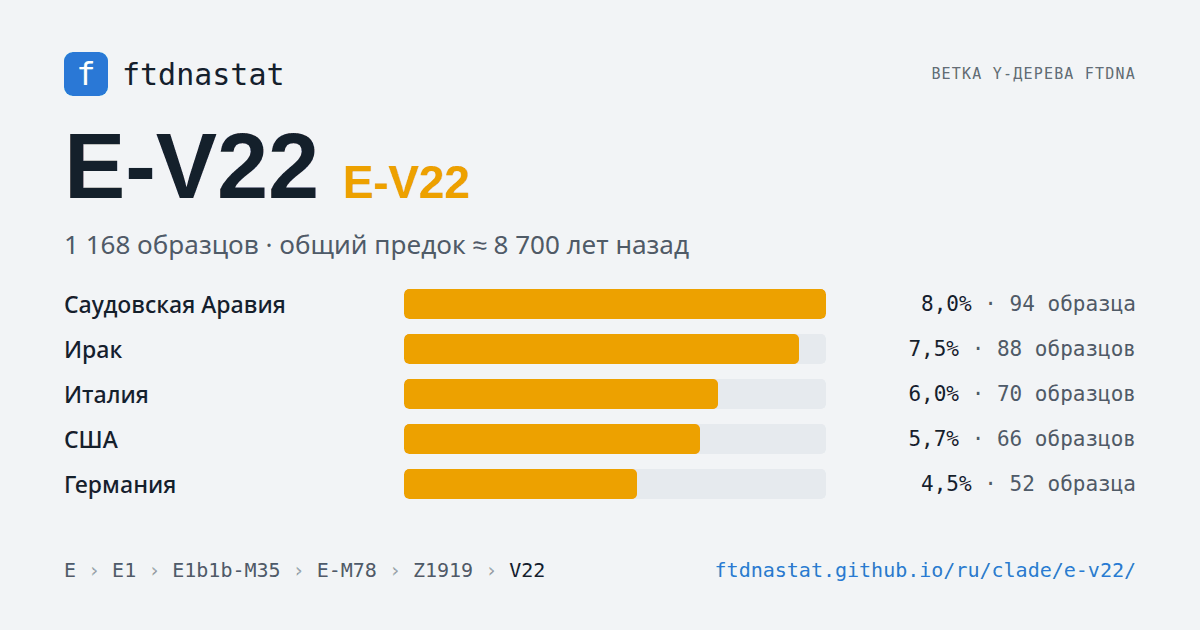 f ftdnastat
ВЕТКА Y-ДЕРЕВА FTDNA
E-V22 E-V22
1 168 образцов · общий предок ≈ 8 700 лет назад
Саудовская Аравия 8,0% · 94 образца
Ирак 7,5% · 88 образцов
Италия 6,0% · 70 образцов
США 5,7% · 66 образцов
Германия 4,5% · 52 образца
E › E1 › E1b1b-M35 › E-M78 › Z1919 › V22
ftdnastat.github.io/ru/clade/e-v22/